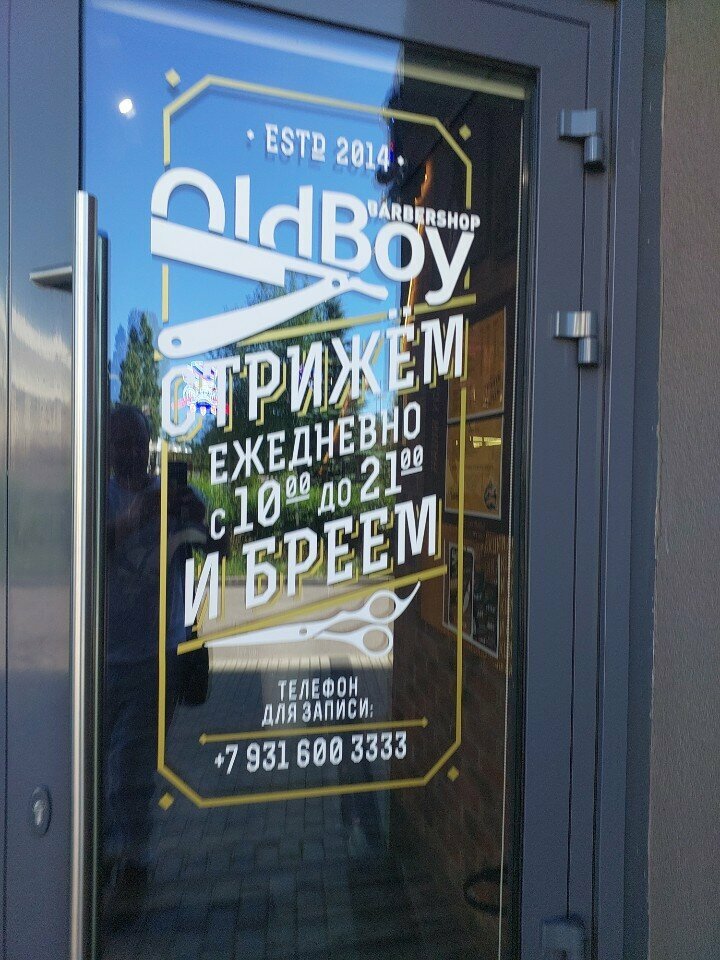 · ESTD 2014 ·
OldBoy
BARBERSHOP
СТРИЖЁМ
ЕЖЕДНЕВНО
С 10⁰⁰ ДО 21⁰⁰
И БРЕЕМ
ТЕЛЕФОН
ДЛЯ ЗАПИСИ:
+7 931 600 3333